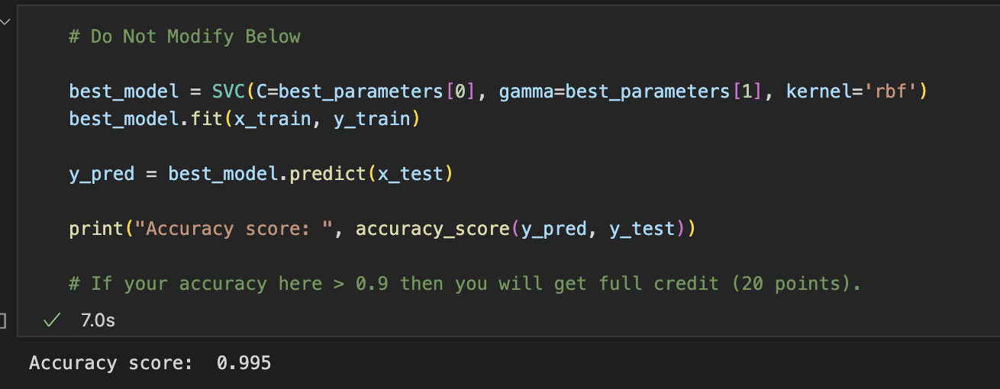 # Do Not Modify Below
best_model = SVC(C=best_parameters[0], gamma=best_parameters[1], kernel='rbf')
best_model.fit(x_train, y_train)
y_pred = best_model.predict(x_test)
print("Accuracy score: ", accuracy_score(y_pred, y_test))
# If your accuracy here > 0.9 then you will get full credit (20 points).
7.0s
Accuracy score:  0.995